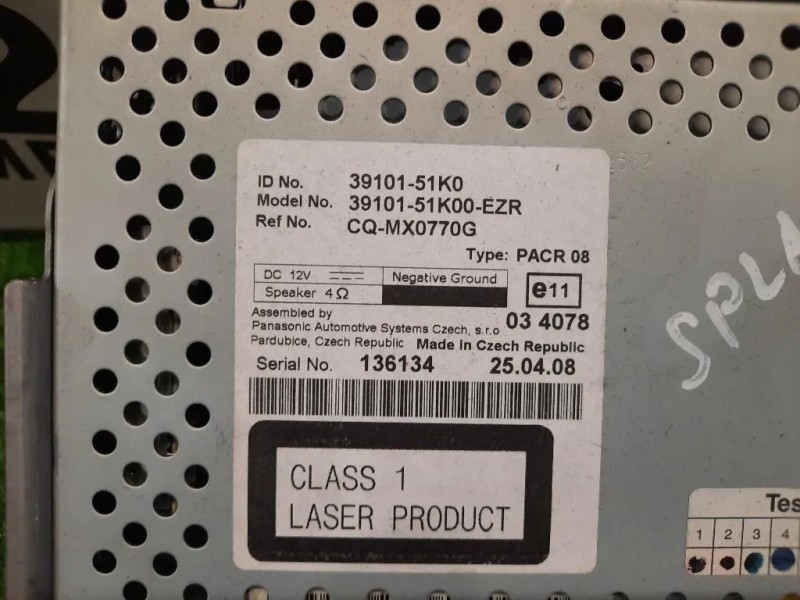 ID No. 39101-51K0
Model No. 39101-51K00-EZR
Ref No. CQ-MX0770G
Type: PACR 08
DC 12V Negative Ground
Speaker 4Ω
e11
Assembled by
Panasonic Automotive Systems Czech, s.r.o
03 4078
Pardubice, Czech Republic Made in Czech Republic
Serial No. 136134 25.04.08
CLASS 1
LASER PRODUCT
SPLA
Tes
1 2 3 4